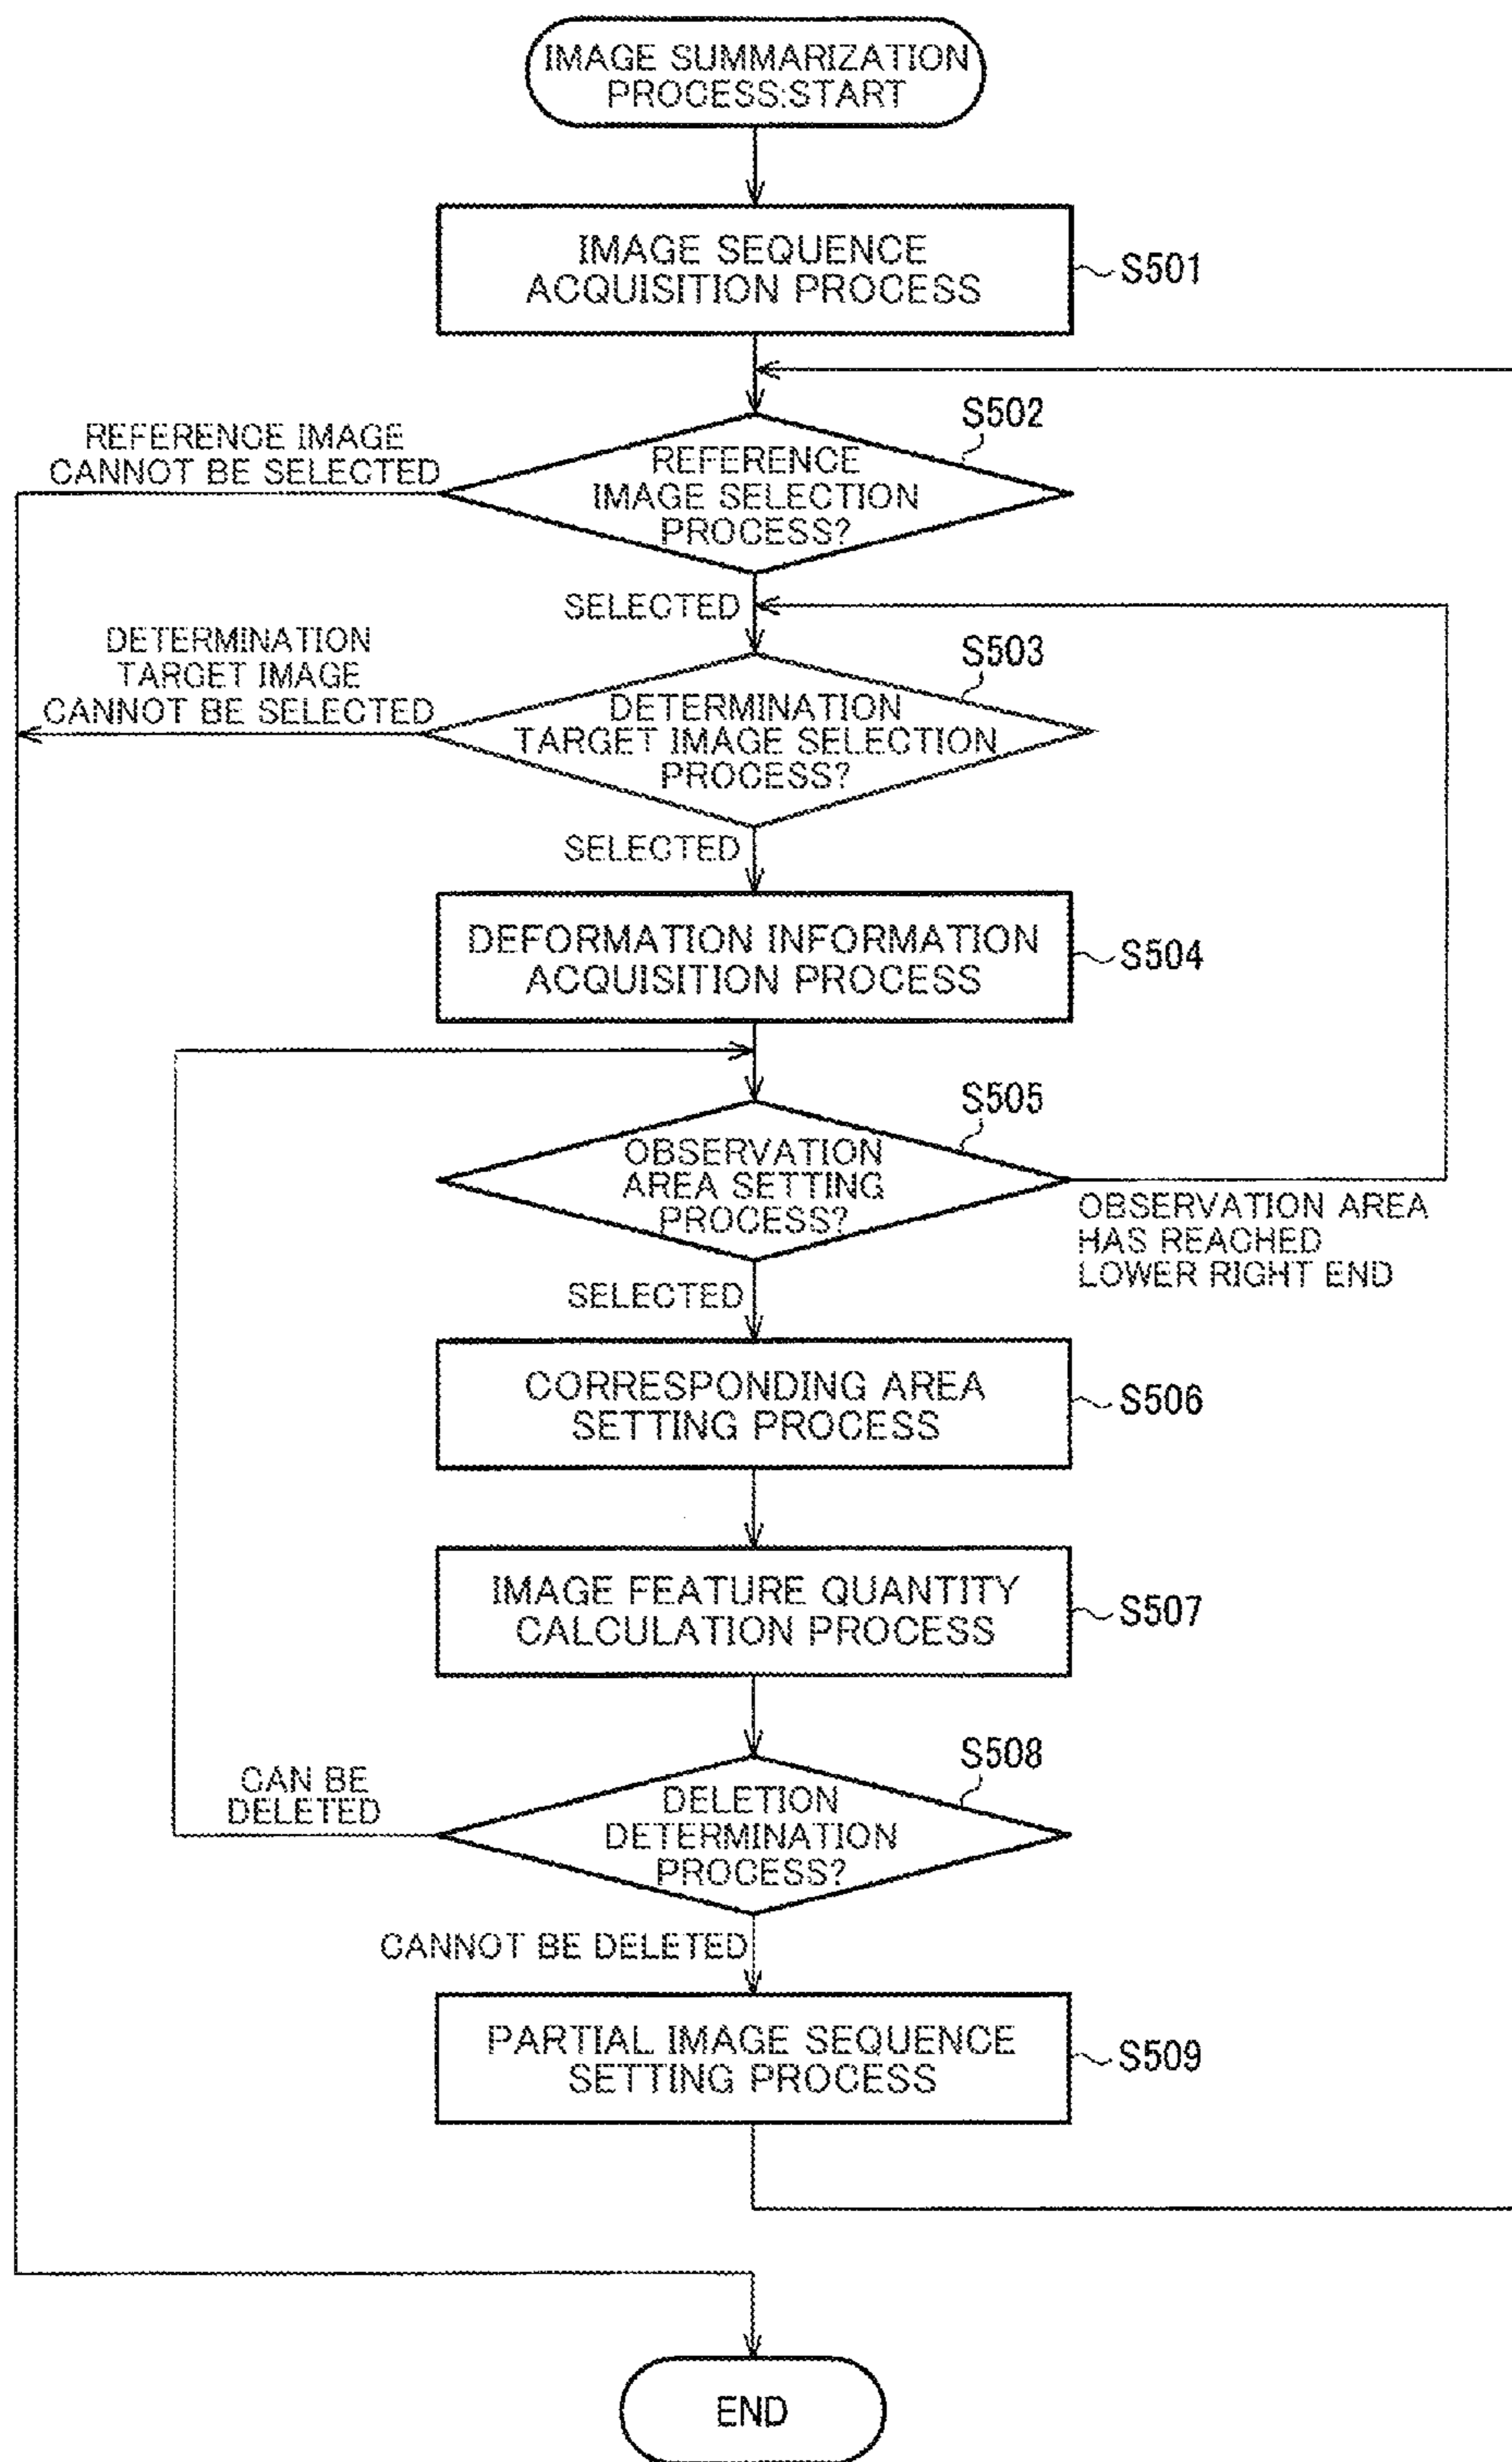 IMAGE SUMMARIZATION
PROCESS:START
IMAGE SEQUENCE
ACQUISITION PROCESS
S501
S502
REFERENCE IMAGE
CANNOT BE SELECTED
REFERENCE
IMAGE SELECTION
PROCESS?
SELECTED
DETERMINATION
TARGET IMAGE
CANNOT BE SELECTED
S503
DETERMINATION
TARGET IMAGE SELECTION
PROCESS?
SELECTED
DEFORMATION INFORMATION
ACQUISITION PROCESS
S504
S505
OBSERVATION
AREA SETTING
PROCESS?
OBSERVATION AREA
HAS REACHED
LOWER RIGHT END
SELECTED
CORRESPONDING AREA
SETTING PROCESS
S506
IMAGE FEATURE QUANTITY
CALCULATION PROCESS
S507
S508
CAN BE
DELETED
DELETION
DETERMINATION
PROCESS?
CANNOT BE DELETED
PARTIAL IMAGE SEQUENCE
SETTING PROCESS
S509
END